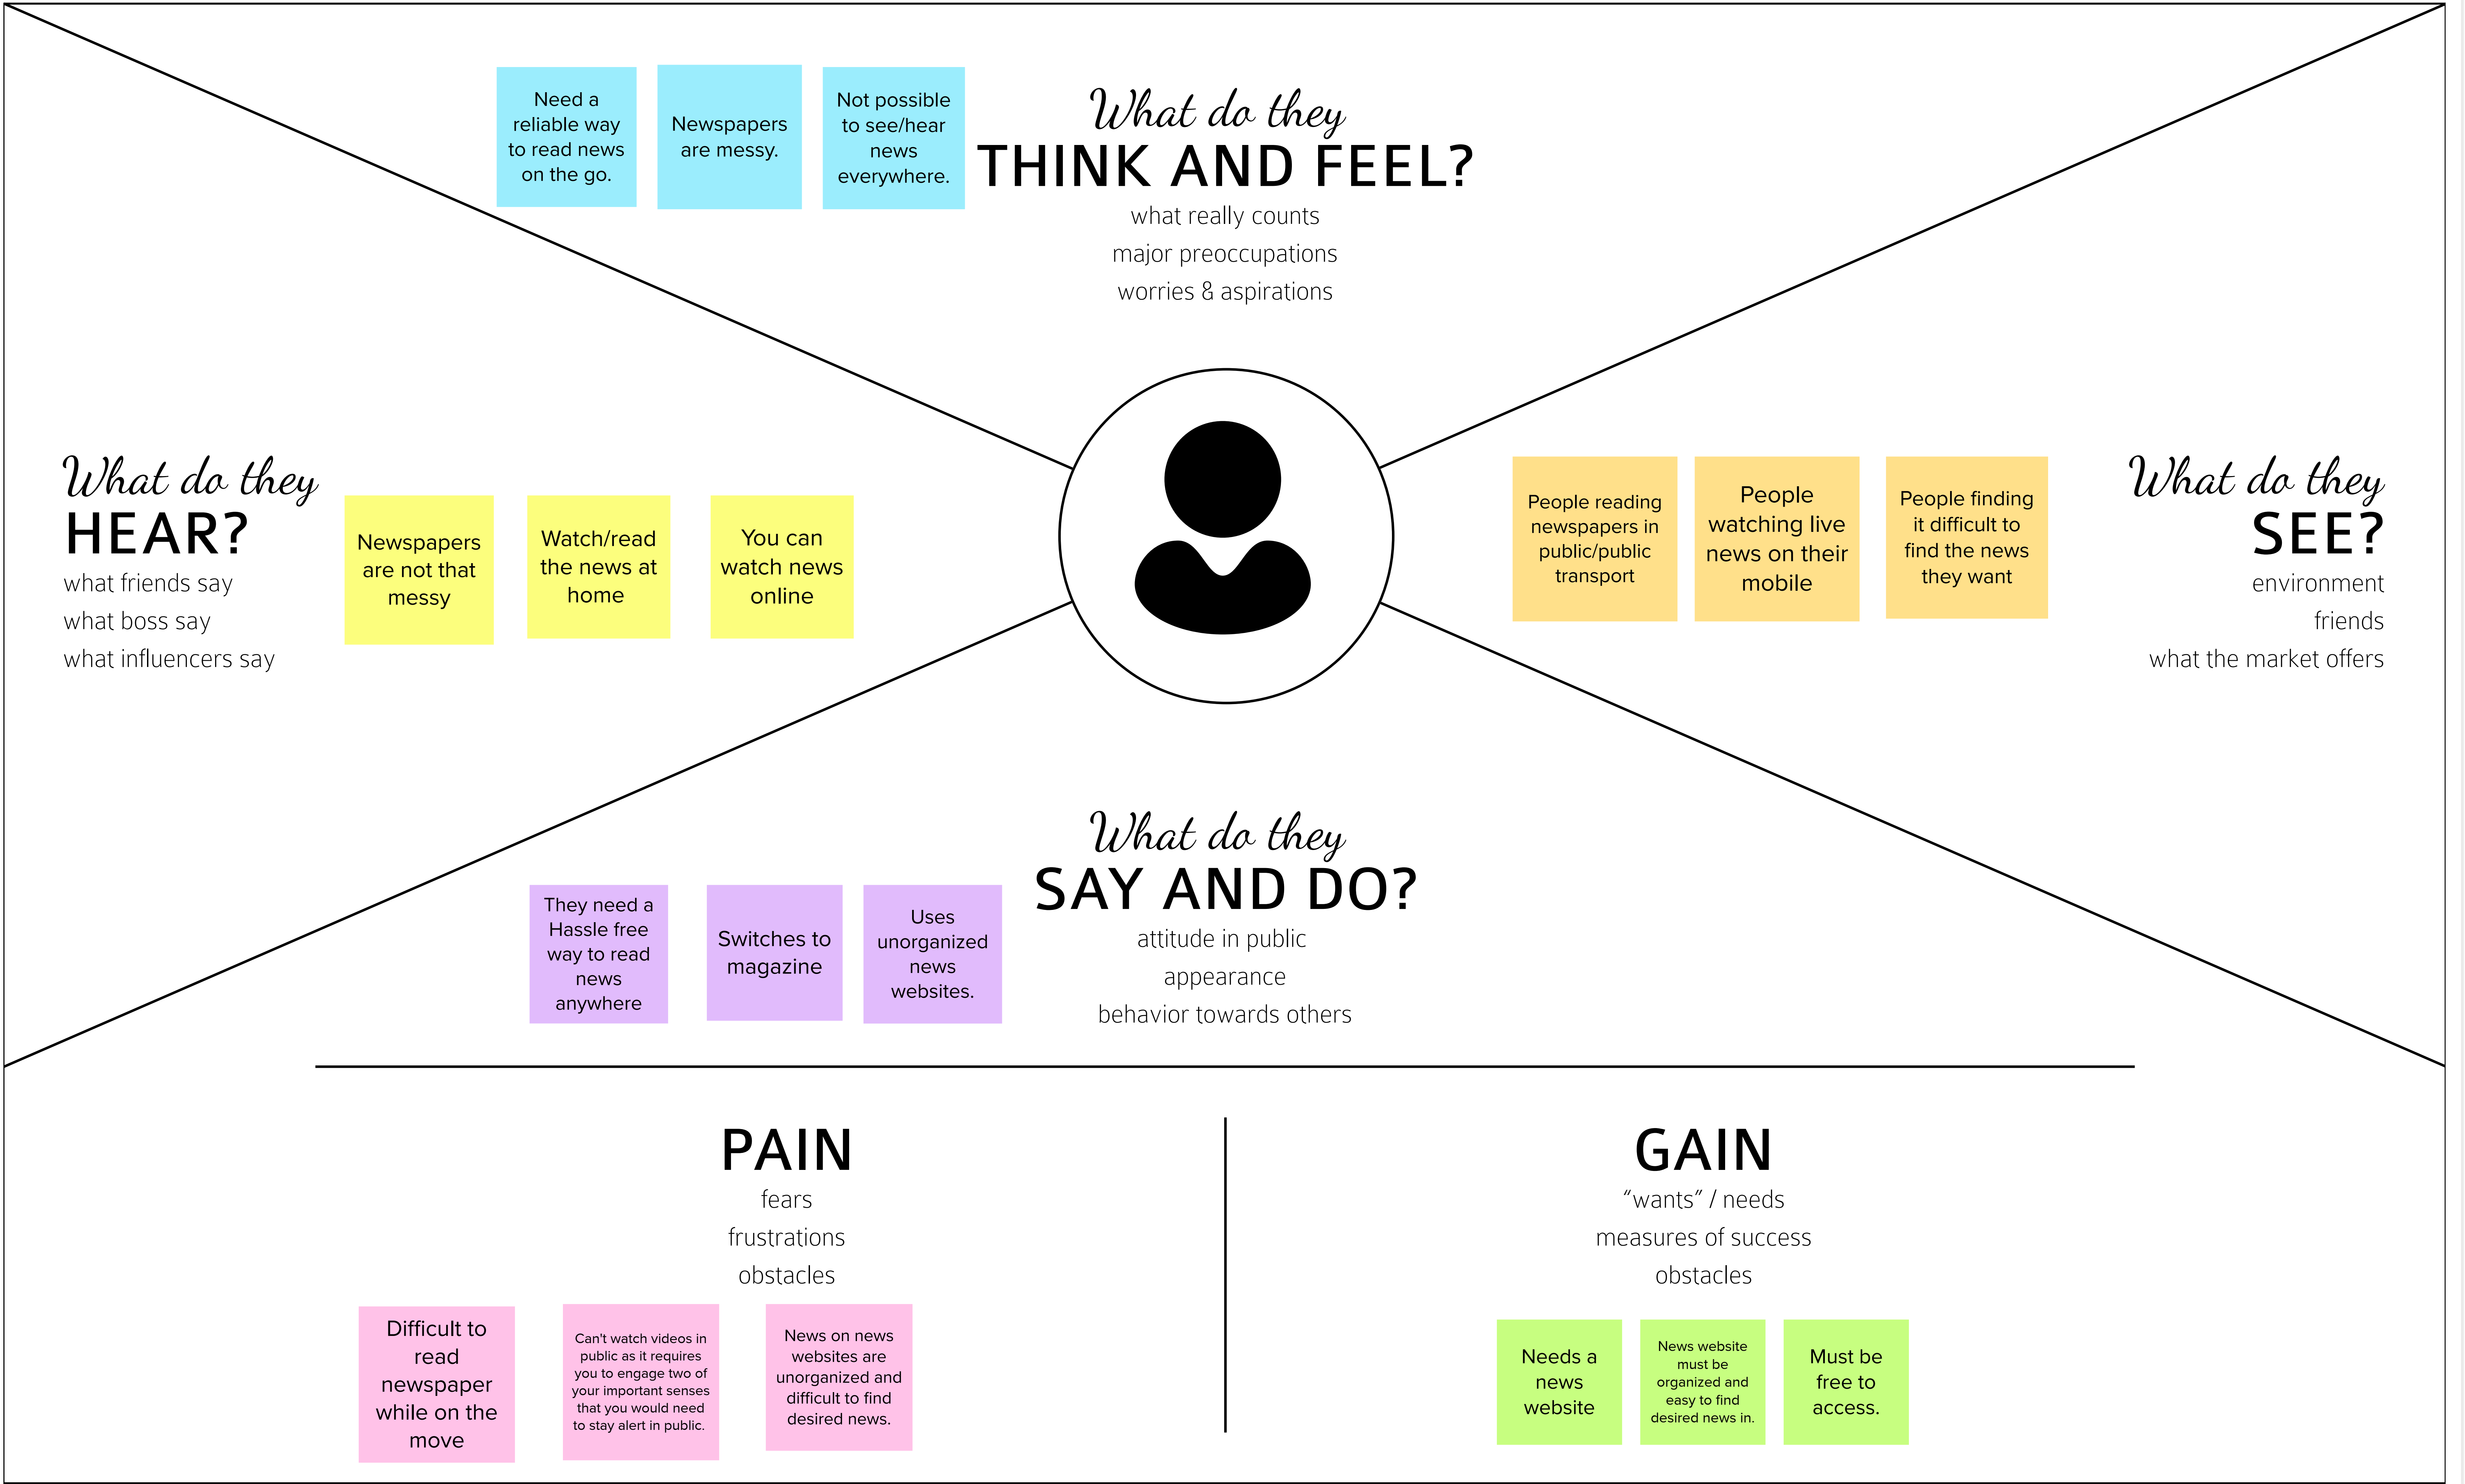 Need a
reliable way
to read news
on the go.
Newspapers
are messy.
Not possible
to see/hear
news
everywhere.
What do they
THINK AND FEEL?
what really counts
major preoccupations
worries & aspirations
What do they
HEAR?
what friends say
what boss say
what influencers say
Newspapers
are not that
messy
Watch/read
the news at
home
You can
watch news
online
People reading
newspapers in
public/public
transport
People
watching live
news on their
mobile
People finding
it difficult to
find the news
they want
What do they
SEE?
environment
friends
what the market offers
They need a
Hassle free
way to read
news
anywhere
Switches to
magazine
Uses
unorganized
news
websites.
What do they
SAY AND DO?
attitude in public
appearance
behavior towards others
PAIN
fears
frustrations
obstacles
Difficult to
read
newspaper
while on the
move
Can't watch videos in
public as it requires
you to engage two of
your important senses
that you would need
to stay alert in public.
News on news
websites are
unorganized and
difficult to find
desired news.
GAIN
“wants” / needs
measures of success
obstacles
Needs a
news
website
News website
must be
organized and
easy to find
desired news in.
Must be
free to
access.